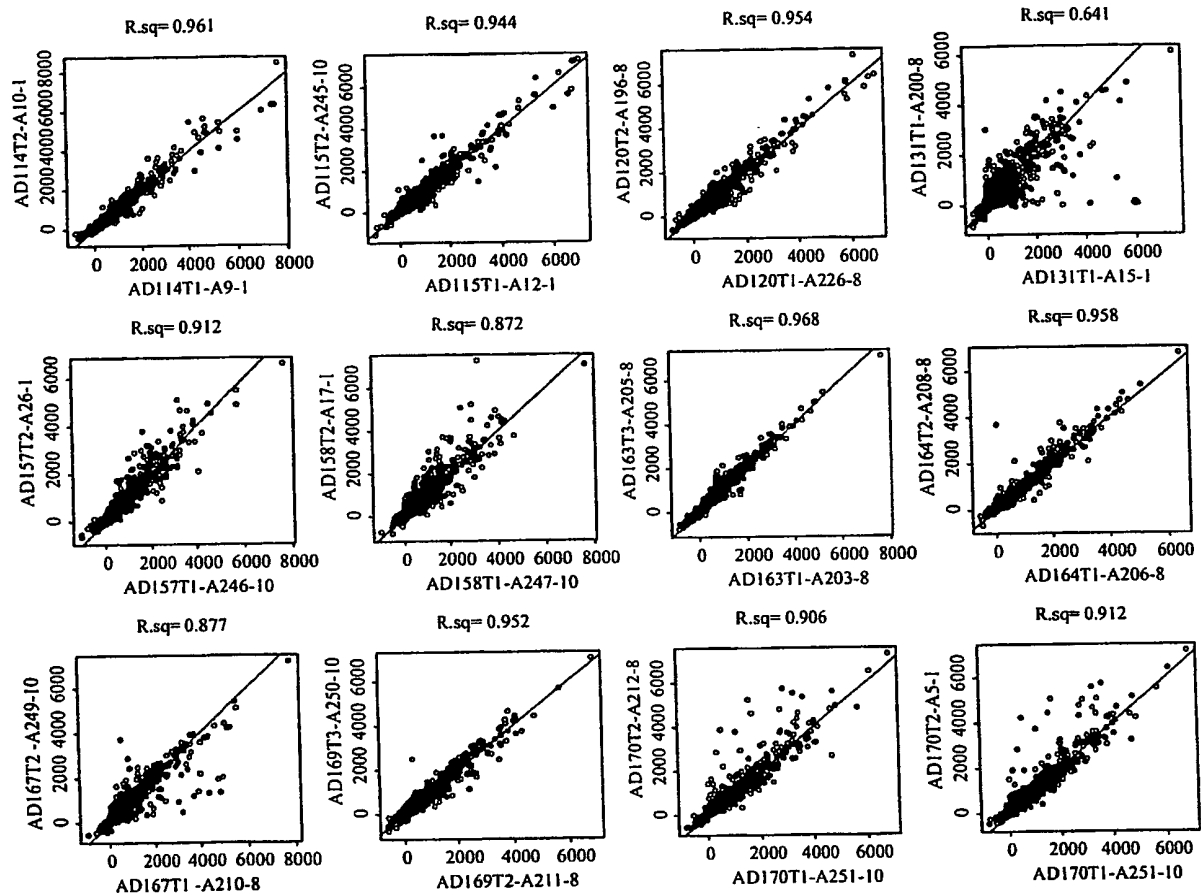 R.sq= 0.961
AD114T2-A10-1
0 2000 4000 6000 8000
0 2000 4000 6000 8000
AD114T1-A9-1
R.sq= 0.944
AD115T2-A245-10
0 2000 4000 6000
0 2000 4000 6000
AD115T1-A12-1
R.sq= 0.954
AD120T2-A196-8
0 2000 4000 6000
0 2000 4000 6000
AD120T1-A226-8
R.sq= 0.641
AD131T1-A200-8
0 2000 4000 6000
0 2000 4000 6000
AD131T1-A15-1
R.sq= 0.912
AD157T2-A26-1
0 2000 4000 6000
0 2000 4000 6000 8000
AD157T1-A246-10
R.sq= 0.872
AD158T2-A17-1
0 2000 4000 6000
0 2000 4000 6000 8000
AD158T1-A247-10
R.sq= 0.968
AD163T3-A205-8
0 2000 4000 6000
0 2000 4000 6000 8000
AD163T1-A203-8
R.sq= 0.958
AD164T2-A208-8
0 2000 4000 6000
0 2000 4000 6000
AD164T1-A206-8
R.sq= 0.877
AD167T2 -A249-10
0 2000 4000 6000
0 2000 4000 6000 8000
AD167T1 -A210-8
R.sq= 0.952
AD169T3-A250-10
0 2000 4000 6000
0 2000 4000 6000
AD169T2-A211-8
R.sq= 0.906
AD170T2-A212-8
0 2000 4000 6000
0 2000 4000 6000
AD170T1-A251-10
R.sq= 0.912
AD170T2-A5-1
0 2000 4000 6000
0 2000 4000 6000
AD170T1-A251-10